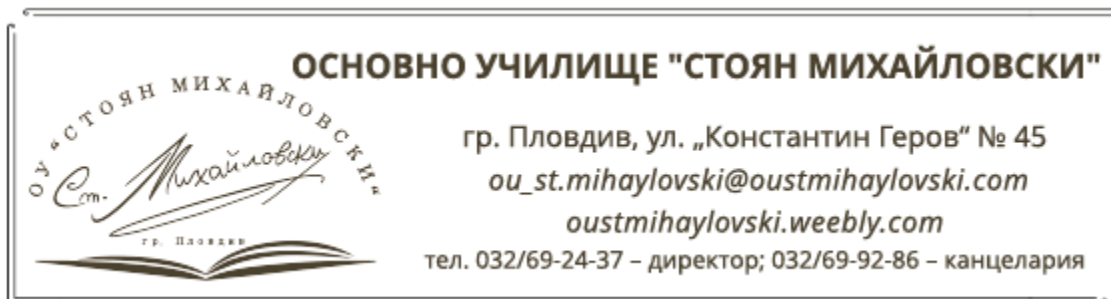 ОСНОВНО УЧИЛИЩЕ "СТОЯН МИХАЙЛОВСКИ"
ОУ "СТОЯН МИХАЙЛОВСКИ"
Ст. Михайловски
гр. Пловдив
гр. Пловдив, ул. „Константин Геров” № 45
ou_st.mihaylovski@oustmihaylovski.com
oustmihaylovski.weebly.com
тел. 032/69-24-37 – директор; 032/69-92-86 – канцелария